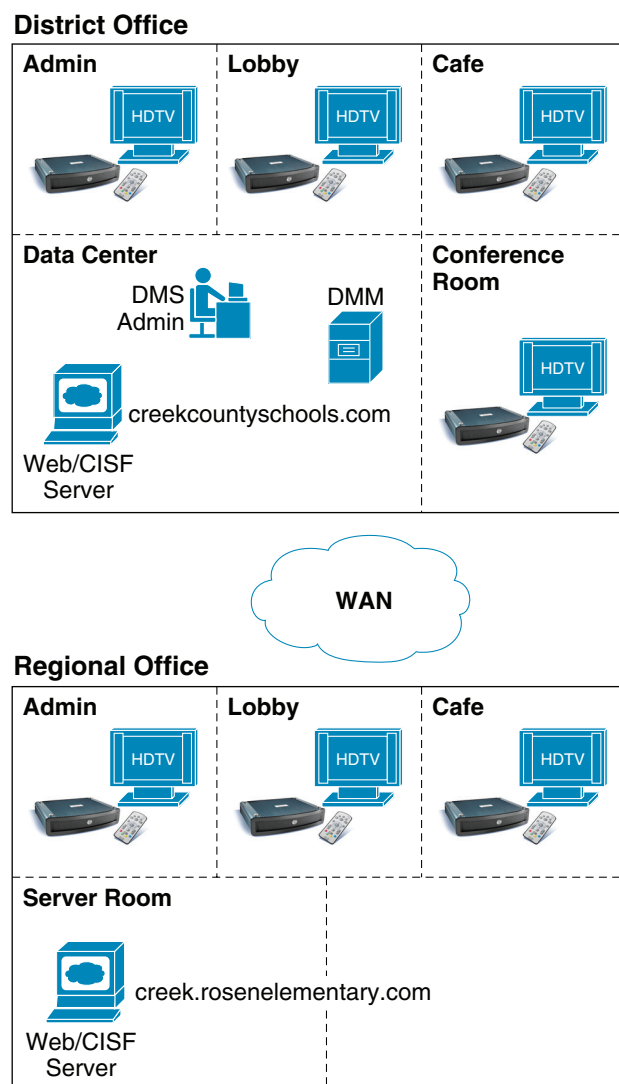 District Office
Admin
Lobby
Cafe
HDTV
HDTV
HDTV
Data Center
Conference
Room
DMS
Admin
DMM
HDTV
creekcountyschools.com
Web/CISF
Server
WAN
Regional Office
Admin
Lobby
Cafe
HDTV
HDTV
HDTV
Server Room
creek.rosenelementary.com
Web/CISF
Server